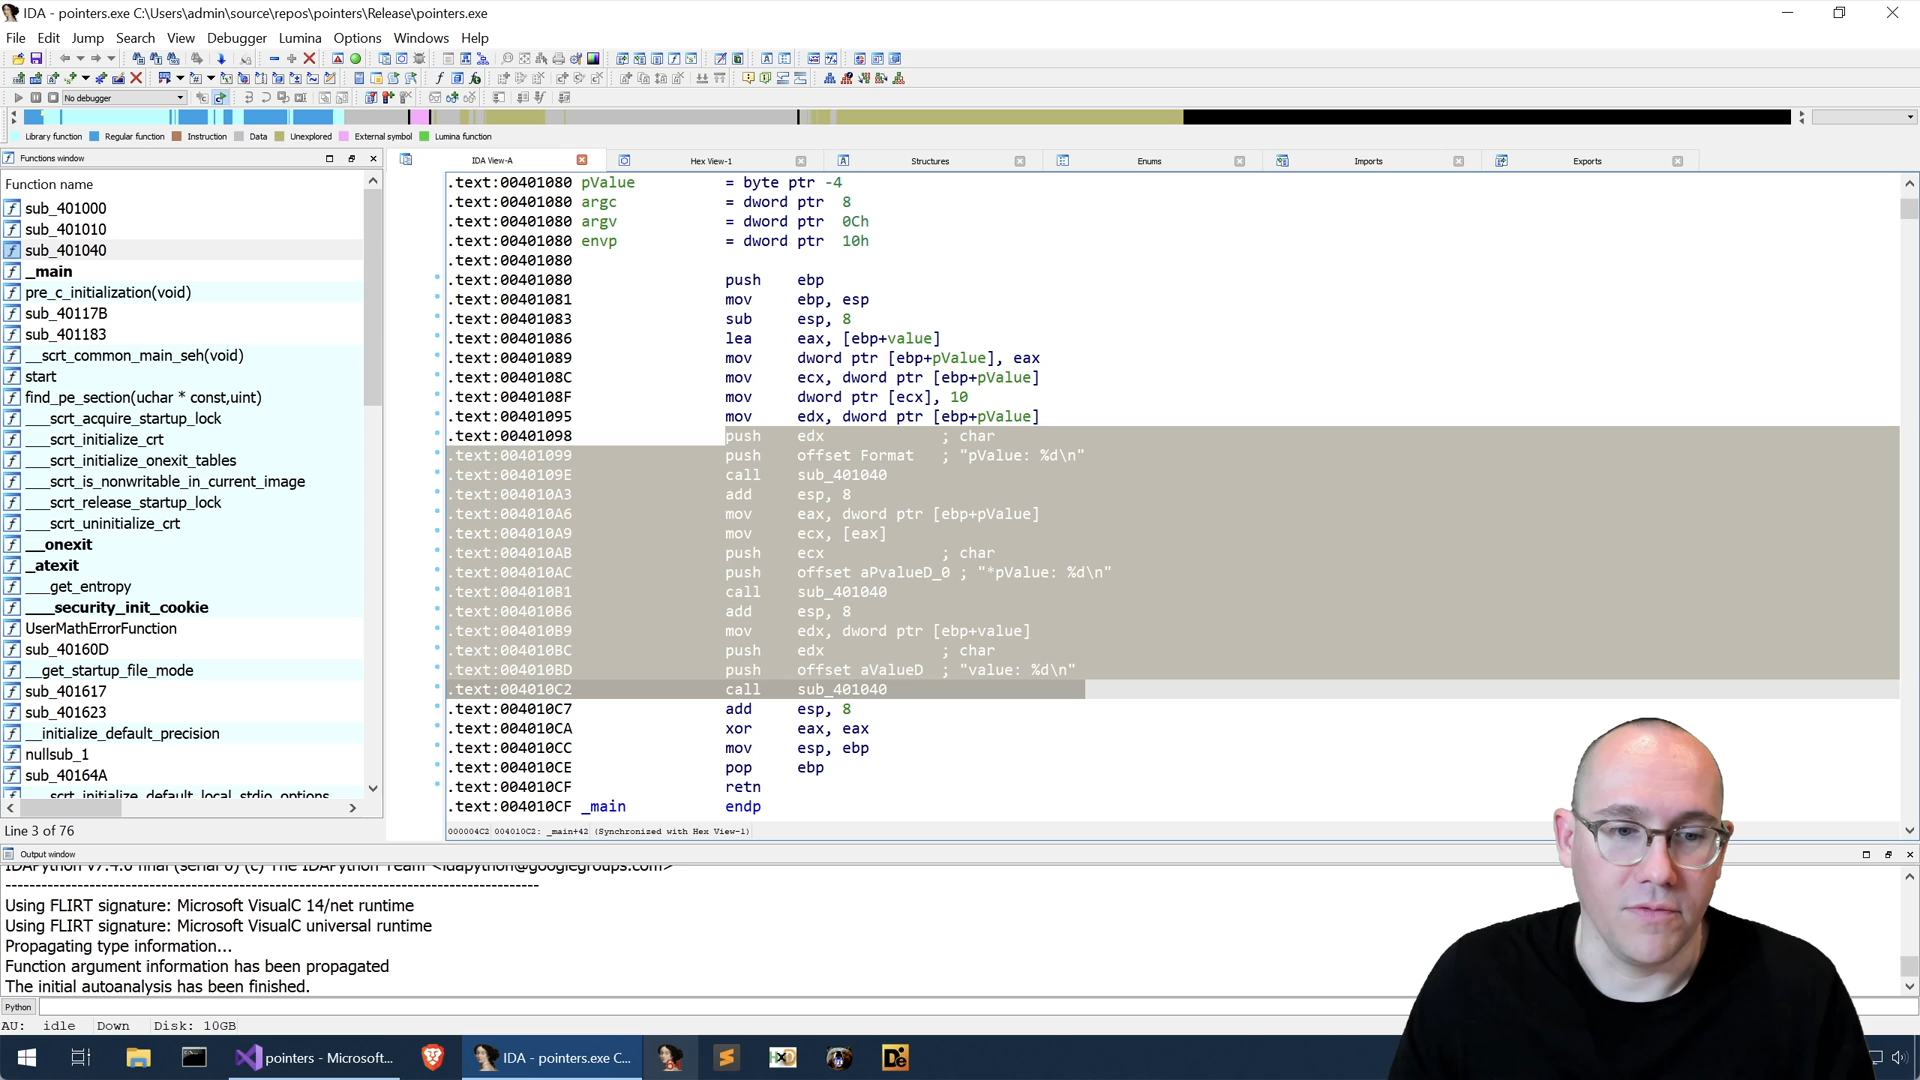 IDA - pointers.exe C:\Users\admin\source\repos\pointers\Release\pointers.exe
File Edit Jump Search View Debugger Lumina Options Windows Help
No debugger
Library function Regular function Instruction Data Unexplored External symbol Lumina function
Functions window
Function name
sub_401000
sub_401010
sub_401040
_main
pre_c_initialization(void)
sub_40117B
sub_401183
__scrt_common_main_seh(void)
start
find_pe_section(uchar * const,uint)
___scrt_acquire_startup_lock
___scrt_initialize_crt
___scrt_initialize_onexit_tables
___scrt_is_nonwritable_in_current_image
___scrt_release_startup_lock
___scrt_uninitialize_crt
__onexit
_atexit
__get_entropy
___security_init_cookie
UserMathErrorFunction
sub_40160D
__get_startup_file_mode
sub_401617
sub_401623
__initialize_default_precision
nullsub_1
sub_40164A
___scrt_initialize_default_local_stdio_options
Line 3 of 76
IDA View-A Hex View-1 Structures Enums Imports Exports
.text:00401080 pValue = byte ptr -4
.text:00401080 argc = dword ptr 8
.text:00401080 argv = dword ptr 0Ch
.text:00401080 envp = dword ptr 10h
.text:00401080
.text:00401080 push ebp
.text:00401081 mov ebp, esp
.text:00401083 sub esp, 8
.text:00401086 lea eax, [ebp+value]
.text:00401089 mov dword ptr [ebp+pValue], eax
.text:0040108C mov ecx, dword ptr [ebp+pValue]
.text:0040108F mov dword ptr [ecx], 10
.text:00401095 mov edx, dword ptr [ebp+pValue]
.text:00401098 push edx ; char
.text:00401099 push offset Format ; "pValue: %d\n"
.text:0040109E call sub_401040
.text:004010A3 add esp, 8
.text:004010A6 mov eax, dword ptr [ebp+pValue]
.text:004010A9 mov ecx, [eax]
.text:004010AB push ecx ; char
.text:004010AC push offset aPvalueD_0 ; "*pValue: %d\n"
.text:004010B1 call sub_401040
.text:004010B6 add esp, 8
.text:004010B9 mov edx, dword ptr [ebp+value]
.text:004010BC push edx ; char
.text:004010BD push offset aValueD ; "value: %d\n"
.text:004010C2 call sub_401040
.text:004010C7 add esp, 8
.text:004010CA xor eax, eax
.text:004010CC mov esp, ebp
.text:004010CE pop ebp
.text:004010CF retn
.text:004010CF _main endp
000004C2 004010C2: _main+42 (Synchronized with Hex View-1)
Output window
IDAPython v7.4.0 final (serial 0) (c) The IDAPython Team <idapython@googlegroups.com>
Using FLIRT signature: Microsoft VisualC 14/net runtime
Using FLIRT signature: Microsoft VisualC universal runtime
Propagating type information...
Function argument information has been propagated
The initial autoanalysis has been finished.
Python
AU: idle Down Disk: 10GB
pointers - Microsoft... IDA - pointers.exe C...